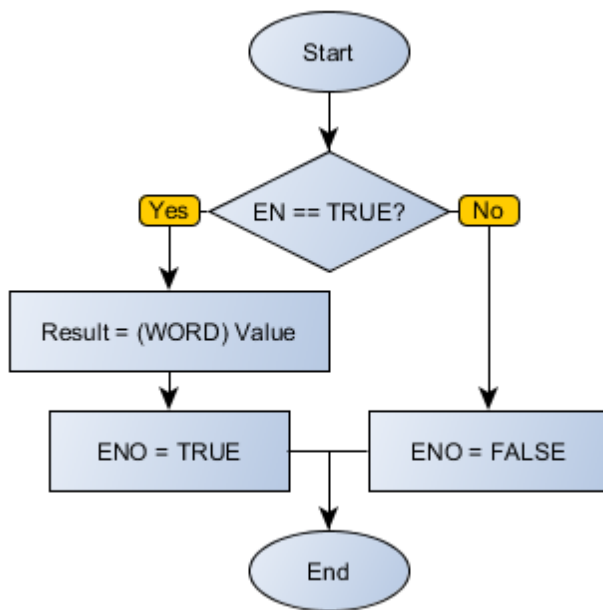 Start
EN == TRUE?
Yes
No
Result = (WORD) Value
ENO = TRUE
ENO = FALSE
End